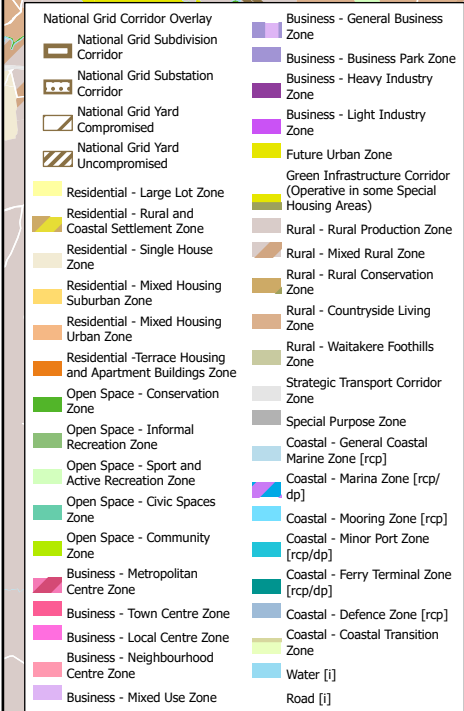 National Grid Corridor Overlay
National Grid Subdivision
Corridor
National Grid Substation
Corridor
National Grid Yard
Compromised
National Grid Yard
Uncompromised
Residential - Large Lot Zone
Residential - Rural and
Coastal Settlement Zone
Residential - Single House
Zone
Residential - Mixed Housing
Suburban Zone
Residential - Mixed Housing
Urban Zone
Residential -Terrace Housing
and Apartment Buildings Zone
Open Space - Conservation
Zone
Open Space - Informal
Recreation Zone
Open Space - Sport and
Active Recreation Zone
Open Space - Civic Spaces
Zone
Open Space - Community
Zone
Business - Metropolitan
Centre Zone
Business - Town Centre Zone
Business - Local Centre Zone
Business - Neighbourhood
Centre Zone
Business - Mixed Use Zone
Business - General Business
Zone
Business - Business Park Zone
Business - Heavy Industry
Zone
Business - Light Industry
Zone
Future Urban Zone
Green Infrastructure Corridor
(Operative in some Special
Housing Areas)
Rural - Rural Production Zone
Rural - Mixed Rural Zone
Rural - Rural Conservation
Zone
Rural - Countryside Living
Zone
Rural - Waitakere Foothills
Zone
Strategic Transport Corridor
Zone
Special Purpose Zone
Coastal - General Coastal
Marine Zone [rcp]
Coastal - Marina Zone [rcp/
dp]
Coastal - Mooring Zone [rcp]
Coastal - Minor Port Zone
[rcp/dp]
Coastal - Ferry Terminal Zone
[rcp/dp]
Coastal - Defence Zone [rcp]
Coastal - Coastal Transition
Zone
Water [i]
Road [i]